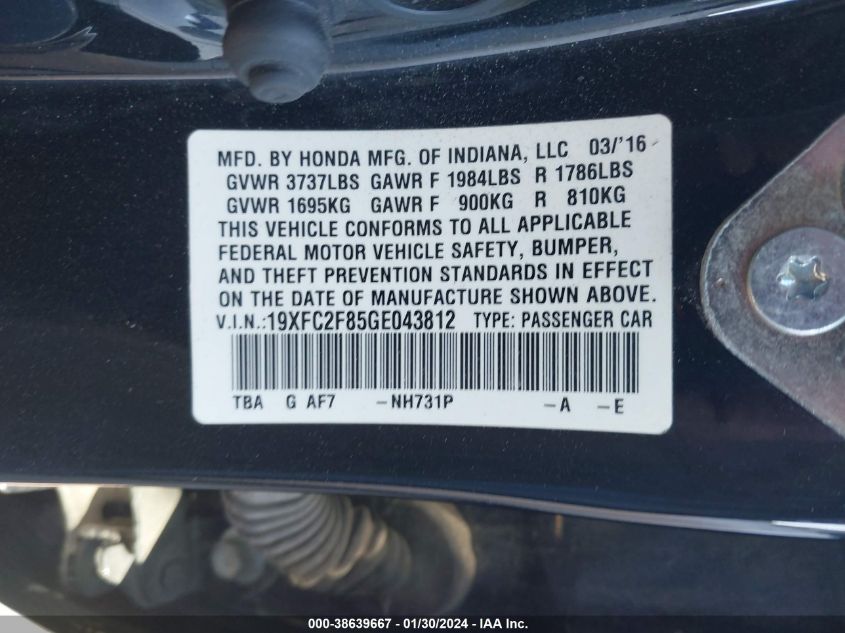 MFD. BY HONDA MFG. OF INDIANA, LLC 03/'16
GVWR 3737LBS GAWR F 1984LBS R 1786LBS
GVWR 1695KG GAWR F 900KG R 810KG
THIS VEHICLE CONFORMS TO ALL APPLICABLE
FEDERAL MOTOR VEHICLE SAFETY, BUMPER,
AND THEFT PREVENTION STANDARDS IN EFFECT
ON THE DATE OF MANUFACTURE SHOWN ABOVE.
V.I.N.:19XFC2F85GE043812 TYPE: PASSENGER CAR
TBA G AF7 -NH731P -A -E
000-38639667 - 01/30/2024 - IAA Inc.